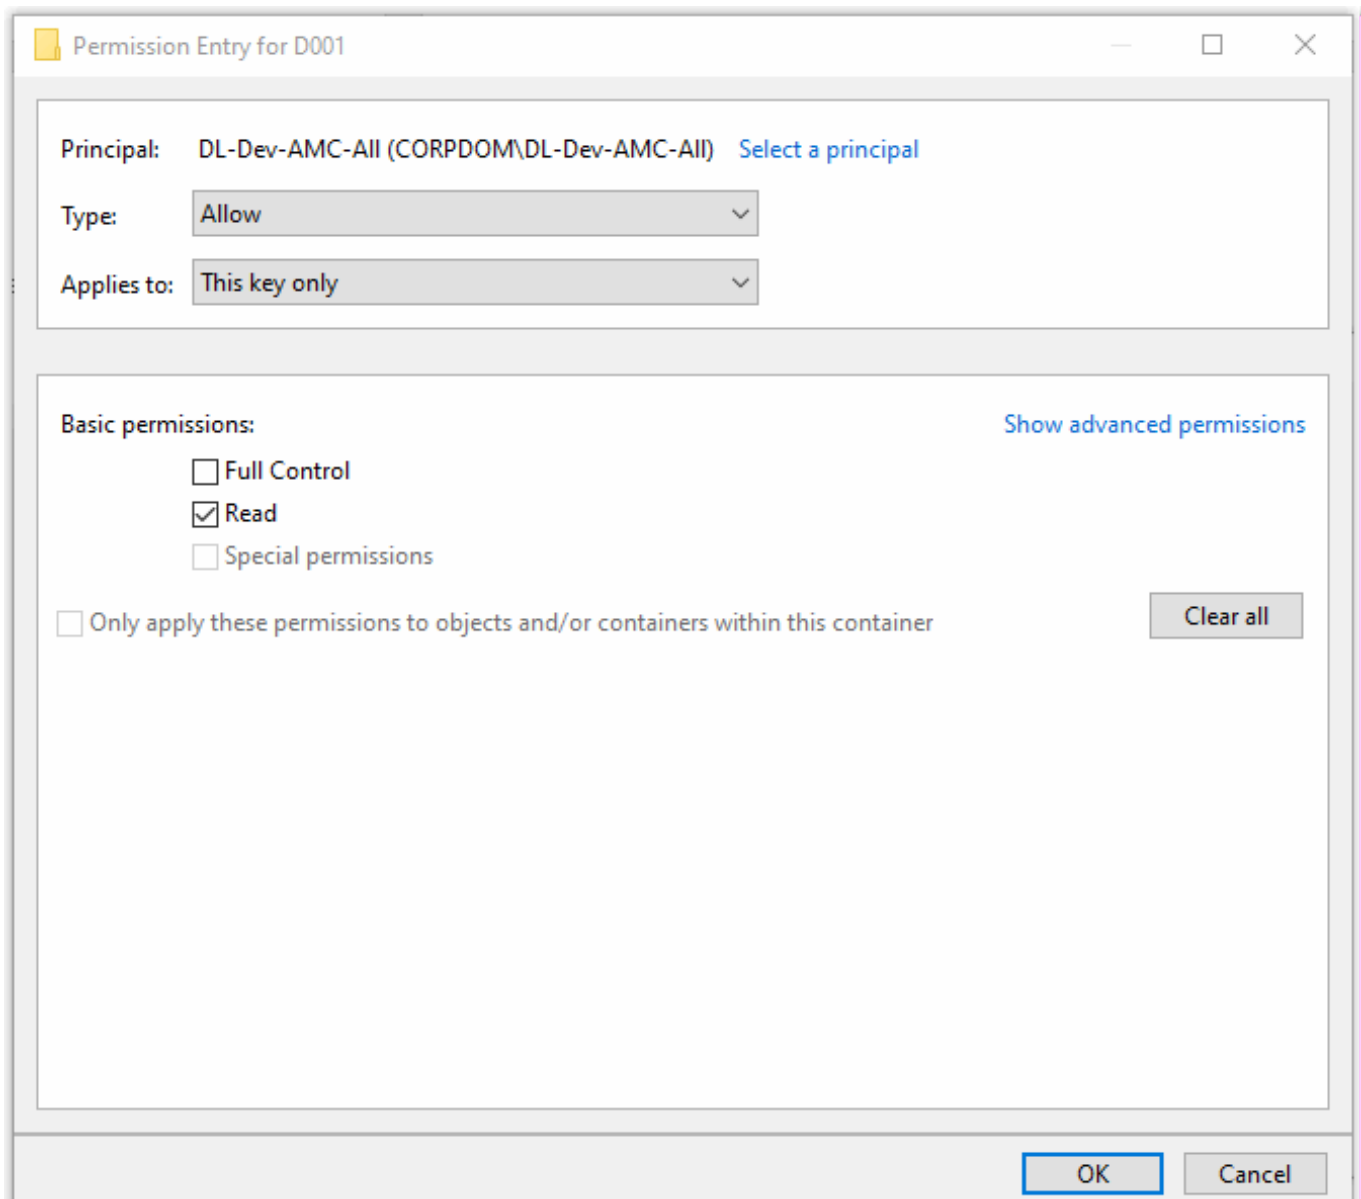 Permission Entry for D001
Principal: DL-Dev-AMC-All (CORPDOM\DL-Dev-AMC-All) Select a principal
Type: Allow
Applies to: This key only
Basic permissions: Show advanced permissions
Full Control
Read
Special permissions
Only apply these permissions to objects and/or containers within this container Clear all
OK Cancel